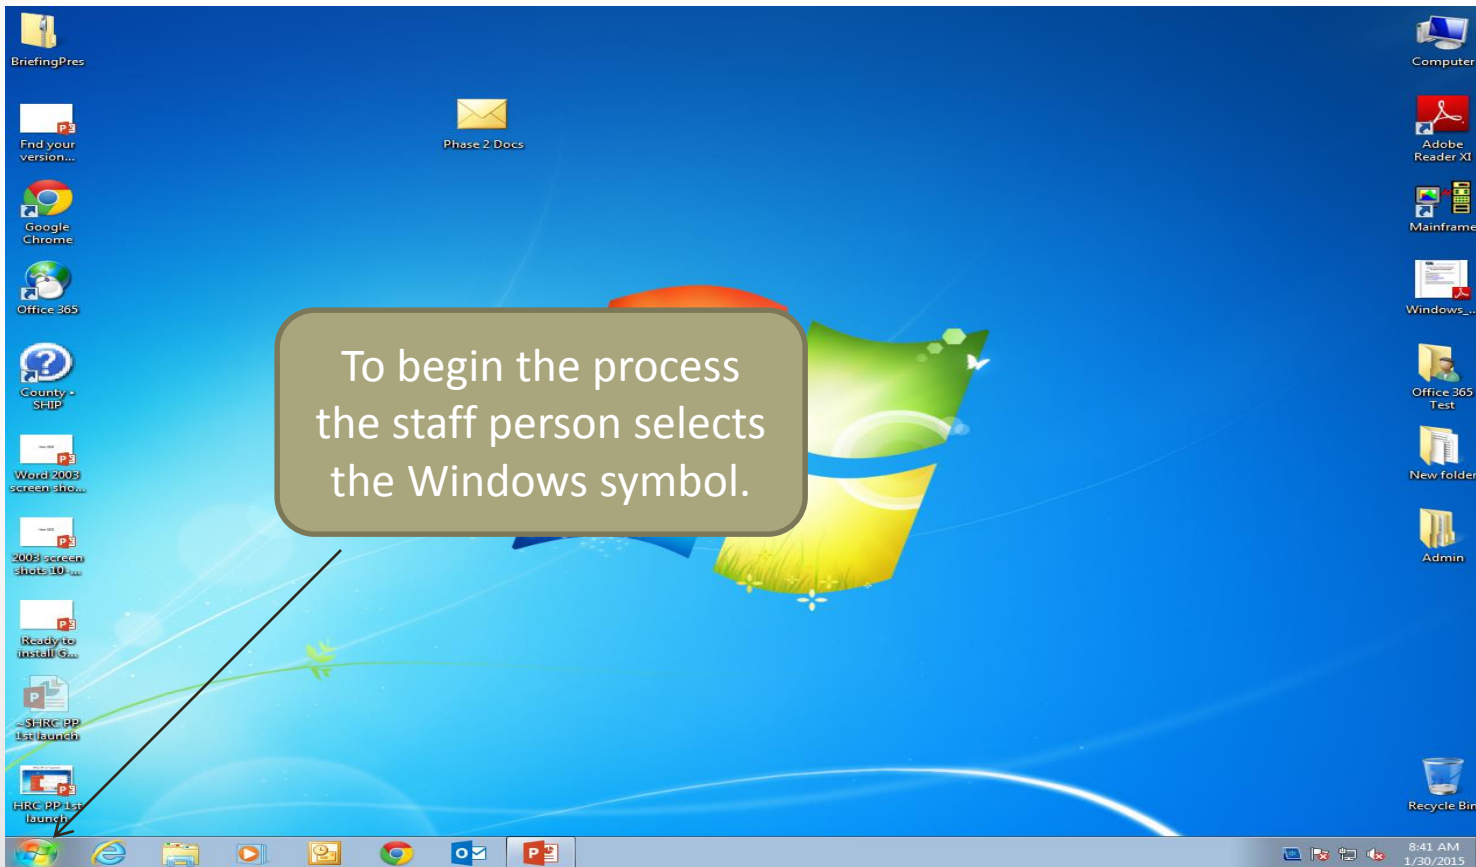 BriefingPres
Fnd your
version...
Google
Chrome
Office 365
County •
SHIP
Word 2003
screen sho...
2003 screen
shots 10-...
Ready to
install G...
~$HRC PP
1st launch
HRC PP 1st
launch
Phase 2 Docs
To begin the process
the staff person selects
the Windows symbol.
Computer
Adobe
Reader XI
Mainframe
Windows_...
Office 365
Test
New folder
Admin
Recycle Bin
8:41 AM
1/30/2015